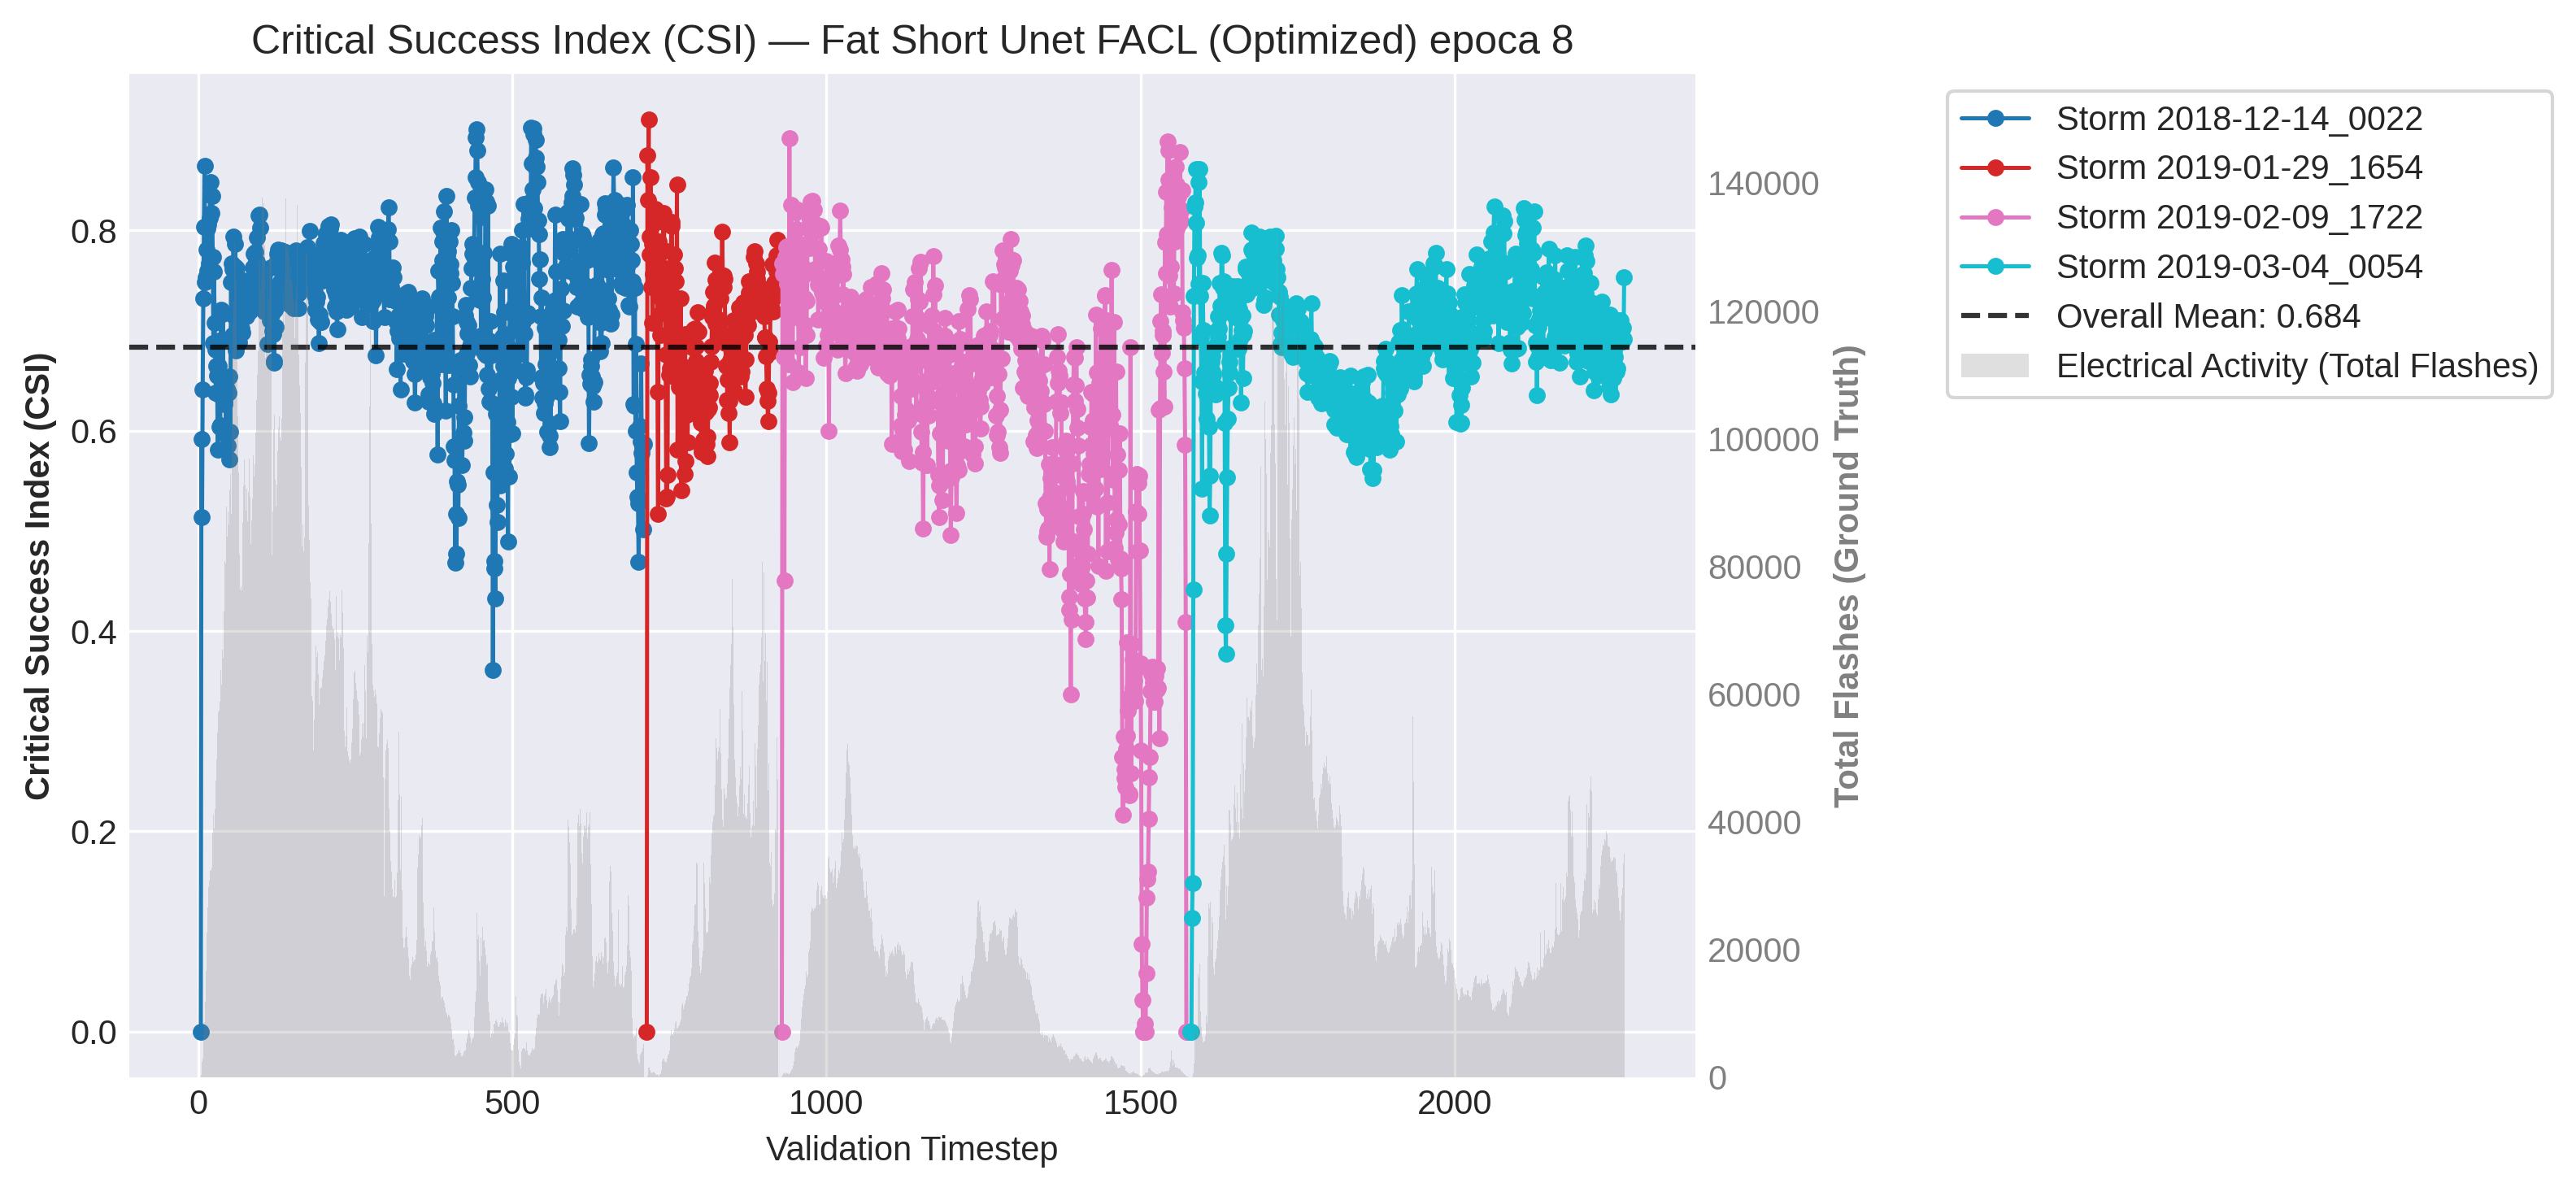 Critical Success Index (CSI) — Fat Short Unet FACL (Optimized) epoca 8
Critical Success Index (CSI)
0.8
0.6
0.4
0.2
0.0
0
500
1000
1500
2000
Validation Timestep
140000
120000
100000
80000
60000
40000
20000
0
Total Flashes (Ground Truth)
Storm 2018-12-14_0022
Storm 2019-01-29_1654
Storm 2019-02-09_1722
Storm 2019-03-04_0054
Overall Mean: 0.684
Electrical Activity (Total Flashes)